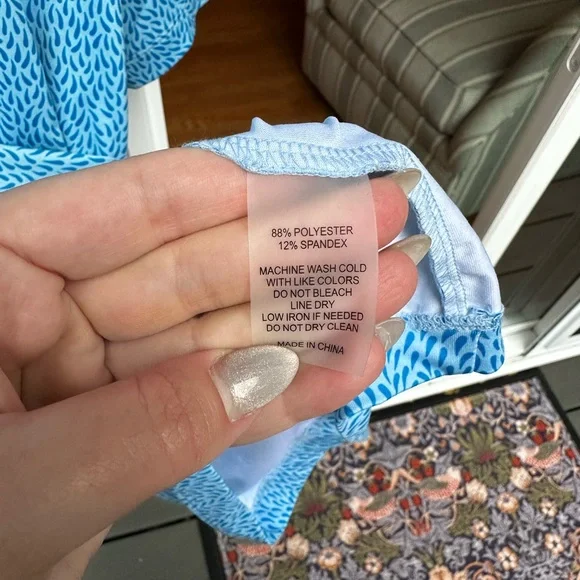 88% POLYESTER
12% SPANDEX
MACHINE WASH COLD
WITH LIKE COLORS
DO NOT BLEACH
LINE DRY
LOW IRON IF NEEDED
DO NOT DRY CLEAN
MADE IN CHINA